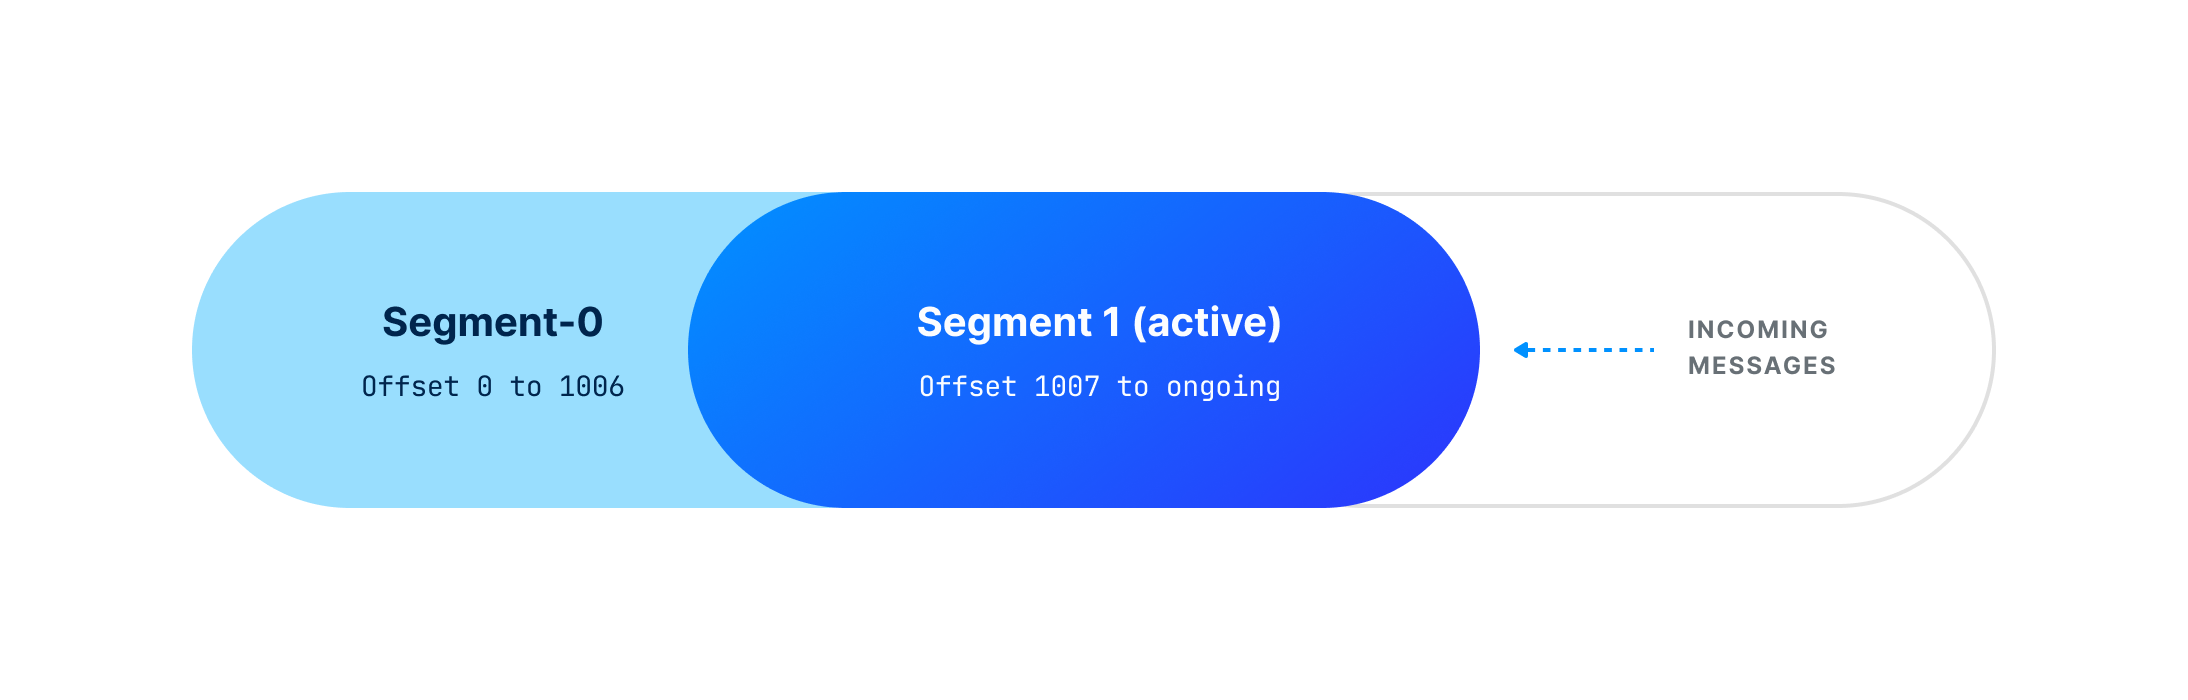 Segment-0
Offset 0 to 1006
Segment 1 (active)
Offset 1007 to ongoing
INCOMING
MESSAGES